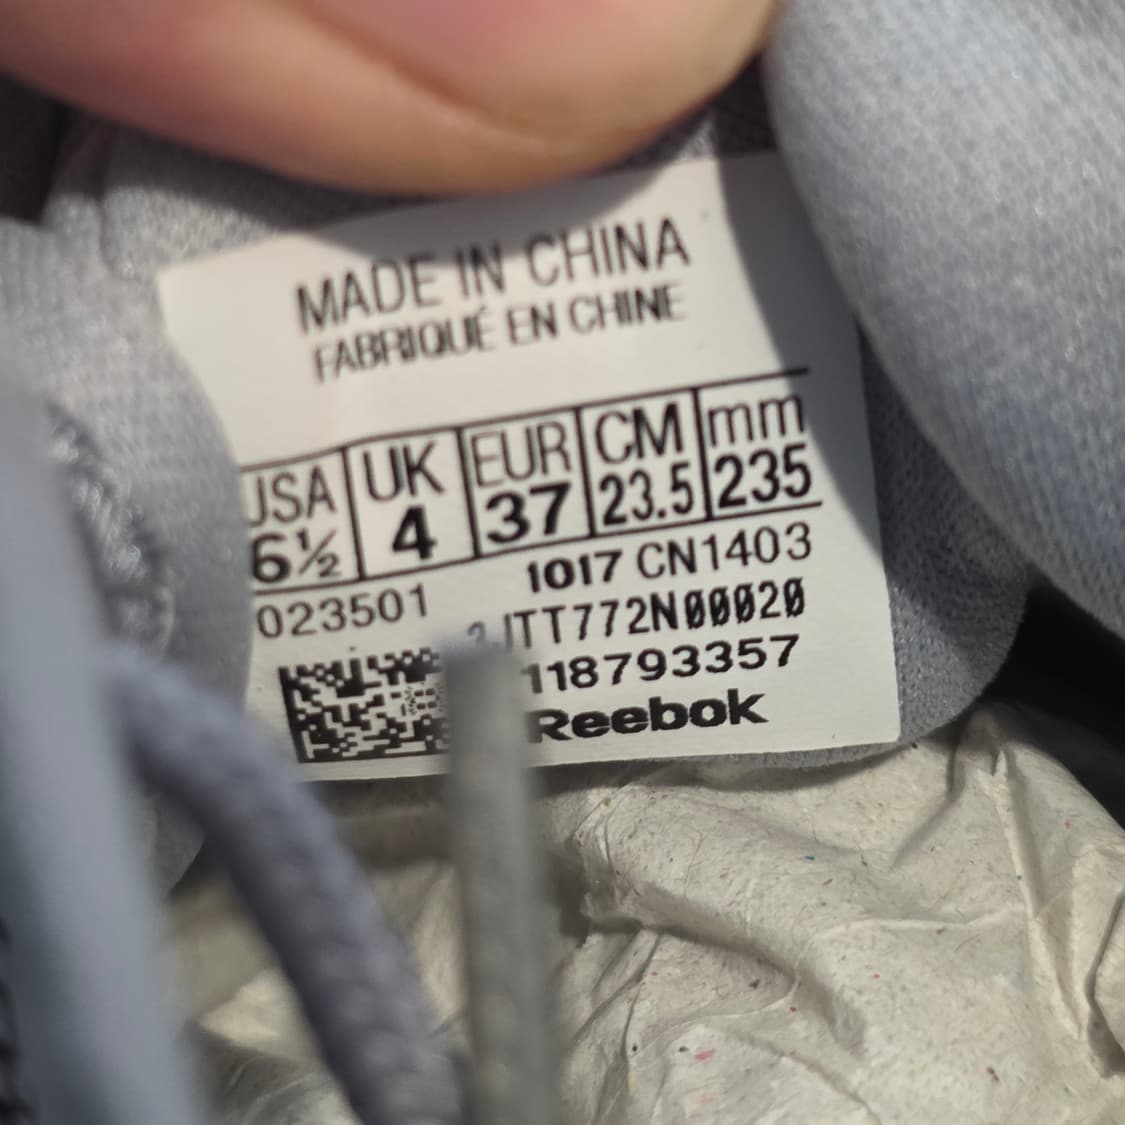 MADE IN CHINA
FABRIQUÉ EN CHINE
USA UK EUR CM mm
6½ 4 37 23.5 235
1017 CN1403
023501
JTT772N00020
118793357
Reebok